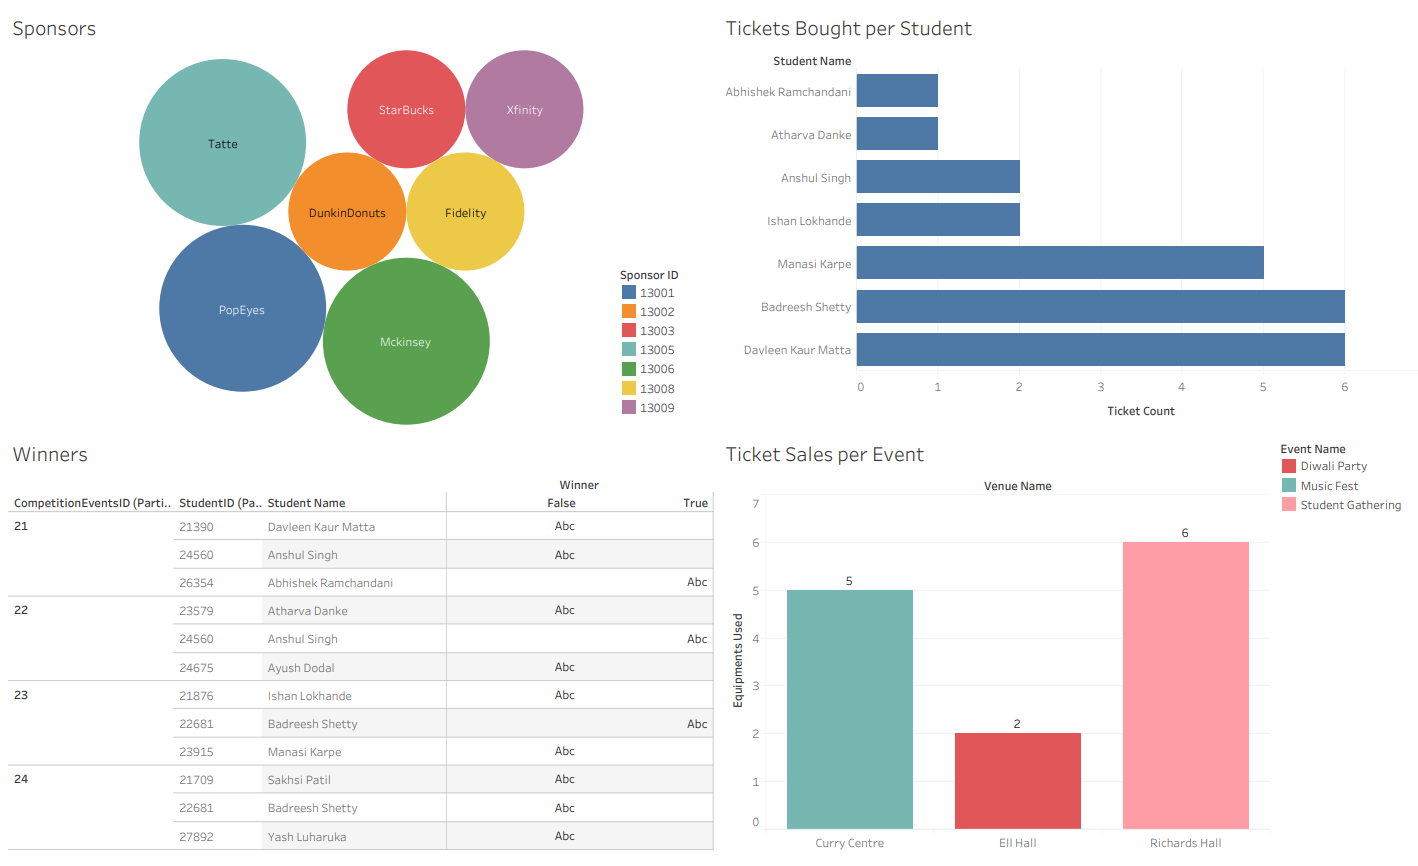 Sponsors
Tatte
StarBucks
Xfinity
DunkinDonuts
Fidelity
PopEyes
Mckinsey
Sponsor ID
13001
13002
13003
13005
13006
13008
13009
Tickets Bought per Student
Student Name
Abhishek Ramchandani
Atharva Danke
Anshul Singh
Ishan Lokhande
Manasi Karpe
Badreesh Shetty
Davleen Kaur Matta
0 1 2 3 4 5 6
Ticket Count
Winners
Winner
CompetitionEventsID (Parti.. StudentID (Pa.. Student Name False True
21 21390 Davleen Kaur Matta Abc
24560 Anshul Singh Abc
26354 Abhishek Ramchandani Abc
22 23579 Atharva Danke Abc
24560 Anshul Singh Abc
24675 Ayush Dodal Abc
23 21876 Ishan Lokhande Abc
22681 Badreesh Shetty Abc
23915 Manasi Karpe Abc
24 21709 Sakhsi Patil Abc
22681 Badreesh Shetty Abc
27892 Yash Luharuka Abc
Ticket Sales per Event
Venue Name
7
6
5
4
3
2
1
0
Equipments Used
5
2
6
Curry Centre Ell Hall Richards Hall
Event Name
Diwali Party
Music Fest
Student Gathering